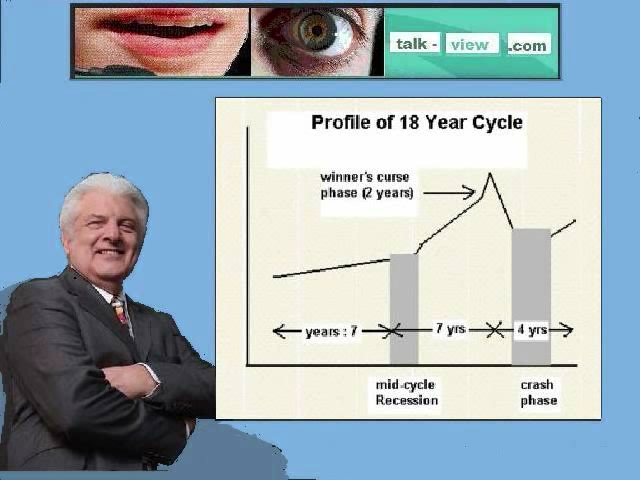 talk - view .com
Profile of 18 Year Cycle
winner's curse
phase (2 years)
years : 7 7 yrs 4 yrs
mid-cycle crash
Recession phase